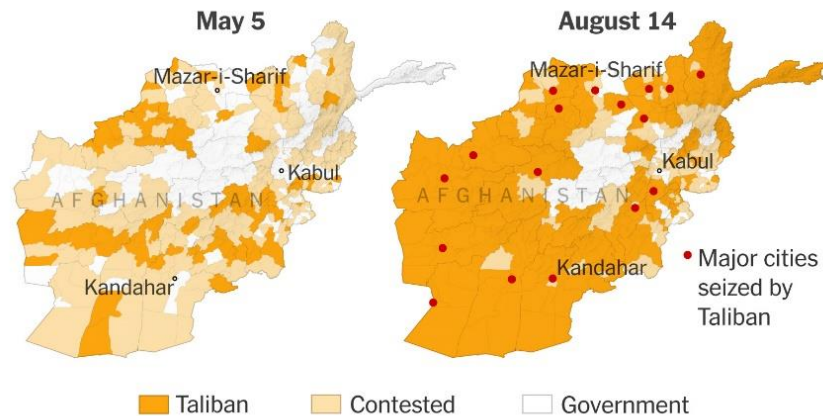 May 5
Mazar-i-Sharif
Kabul
AFGHANISTAN
Kandahar
August 14
Mazar-i-Sharif
Kabul
AFGHANISTAN
Kandahar
Major cities
seized by
Taliban
Taliban
Contested
Government